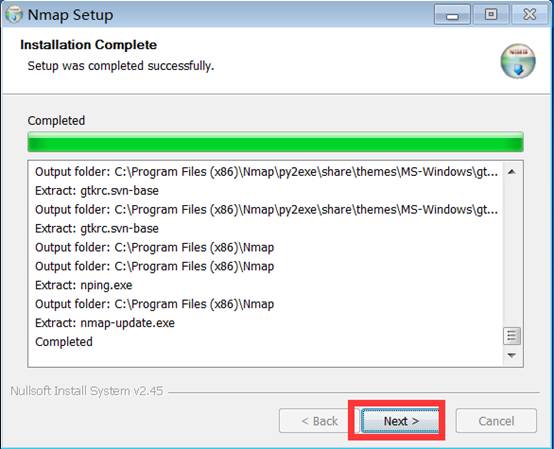 Nmap Setup
Installation Complete
Setup was completed successfully.
Completed
Output folder: C:\Program Files (x86)\Nmap\py2exe\share\themes\MS-Windows\gt...
Extract: gtkrc.svn-base
Output folder: C:\Program Files (x86)\Nmap\py2exe\share\themes\MS-Windows\gt...
Extract: gtkrc.svn-base
Output folder: C:\Program Files (x86)\Nmap
Output folder: C:\Program Files (x86)\Nmap
Extract: nping.exe
Output folder: C:\Program Files (x86)\Nmap
Extract: nmap-update.exe
Completed
Nullsoft Install System v2.45
< Back Next > Cancel